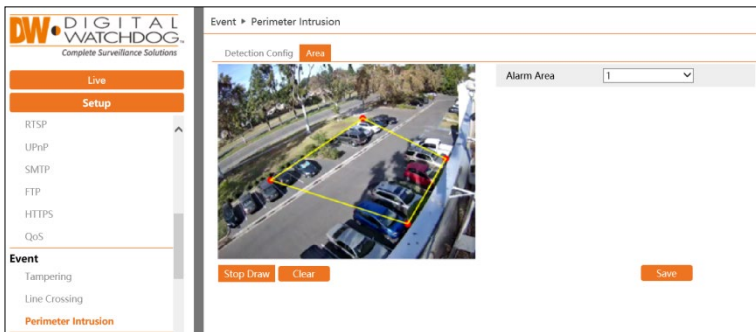 DW DIGITAL
WATCHDOG™
Complete Surveillance Solutions
Live
Setup
RTSP
UPnP
SMTP
FTP
HTTPS
QoS
Event
Tampering
Line Crossing
Perimeter Intrusion
Event ▸ Perimeter Intrusion
Detection Config Area
Alarm Area 1
Stop Draw Clear Save